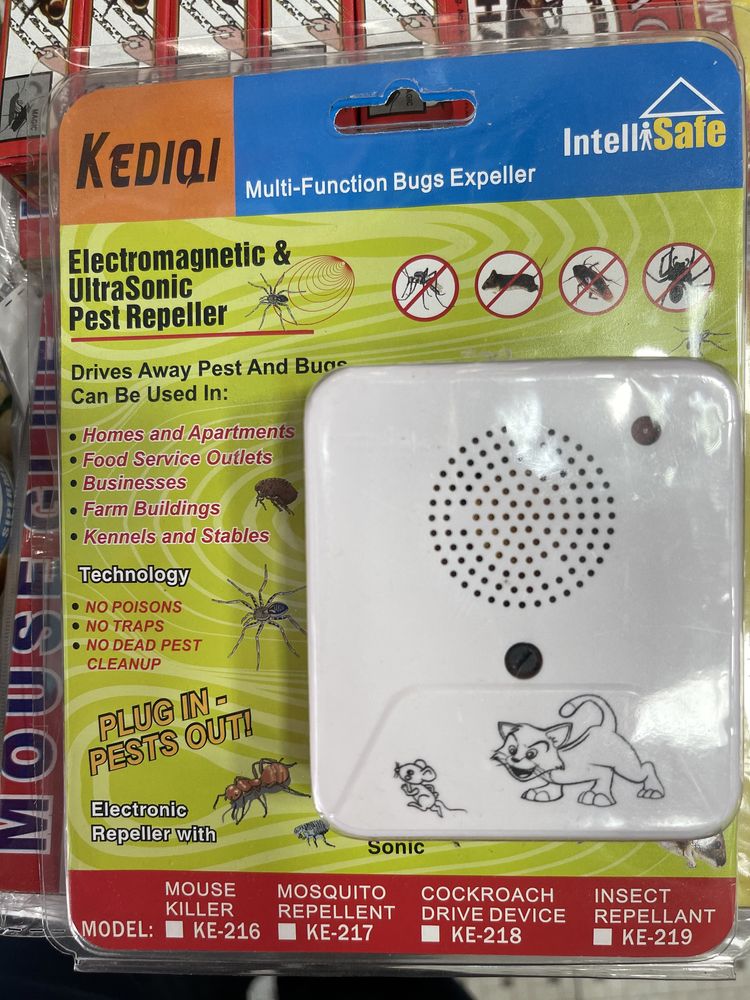 KEDIQI
Multi-Function Bugs Expeller
IntelliSafe
Electromagnetic &
UltraSonic
Pest Repeller
Drives Away Pest And Bugs
Can Be Used In:
• Homes and Apartments
• Food Service Outlets
• Businesses
• Farm Buildings
• Kennels and Stables
Technology
• NO POISONS
• NO TRAPS
• NO DEAD PEST
CLEANUP
PLUG IN -
PESTS OUT!
Electronic
Repeller with
Sonic
MODEL:
MOUSE
KILLER
KE-216
MOSQUITO
REPELLENT
KE-217
COCKROACH
DRIVE DEVICE
KE-218
INSECT
REPELLANT
KE-219
MOUSE GLUE
MAGIC